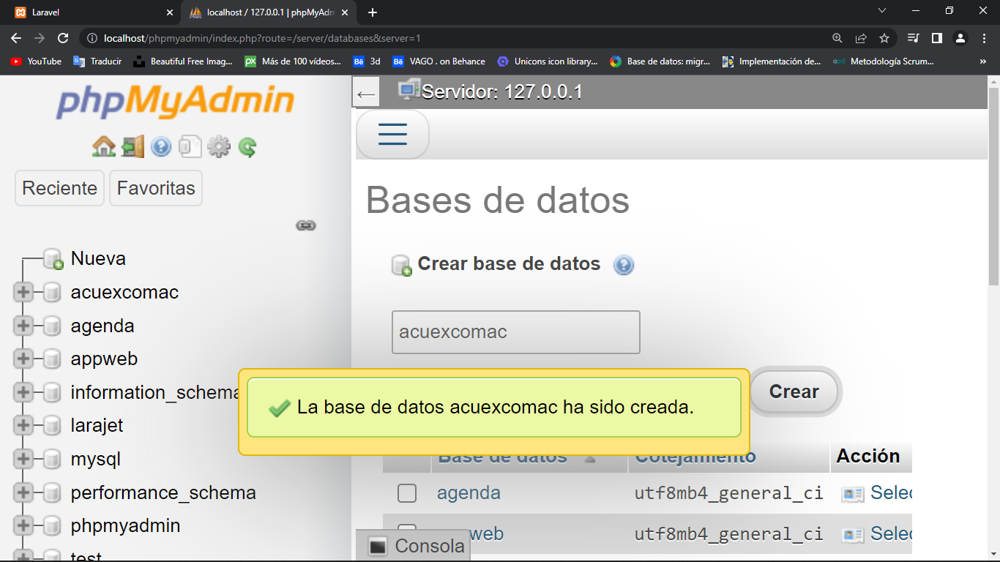 Laravel
localhost / 127.0.0.1 | phpMyAdm
localhost/phpmyadmin/index.php?route=/server/databases&server=1
YouTube
Traducir
Beautiful Free Imag...
Más de 100 vídeos...
3d
VAGO . on Behance
Unicons icon library...
Base de datos: migr...
Implementación de...
Metodología Scrum...
phpMyAdmin
Reciente
Favoritas
Nueva
acuexcomac
agenda
appweb
information_schema
larajet
mysql
performance_schema
phpmyadmin
test
Servidor: 127.0.0.1
Bases de datos
Crear base de datos
acuexcomac
Crear
La base de datos acuexcomac ha sido creada.
Base de datos Cotejamiento Acción
agenda utf8mb4_general_ci Selec
web utf8mb4_general_ci Selec
Consola